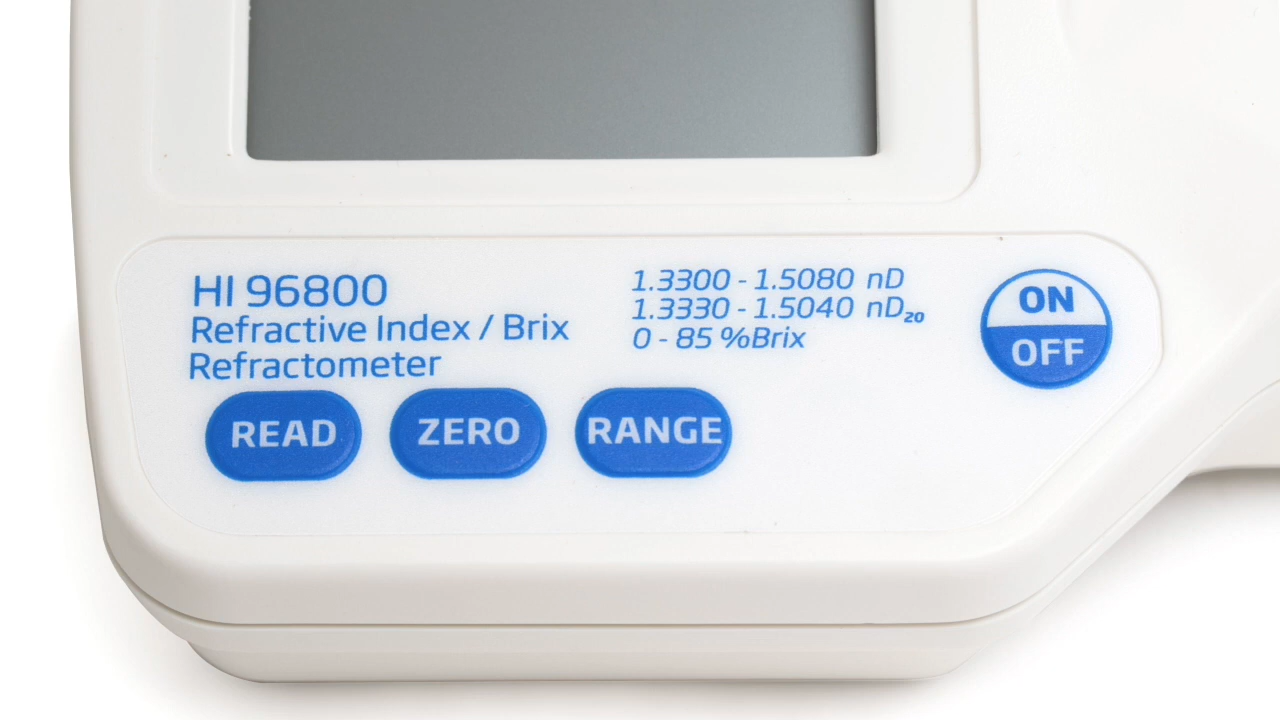 HI 96800
Refractive Index / Brix
Refractometer
1.3300 - 1.5080 nD
1.3330 - 1.5040 nD₂₀
0 - 85 %Brix
ON
OFF
READ
ZERO
RANGE